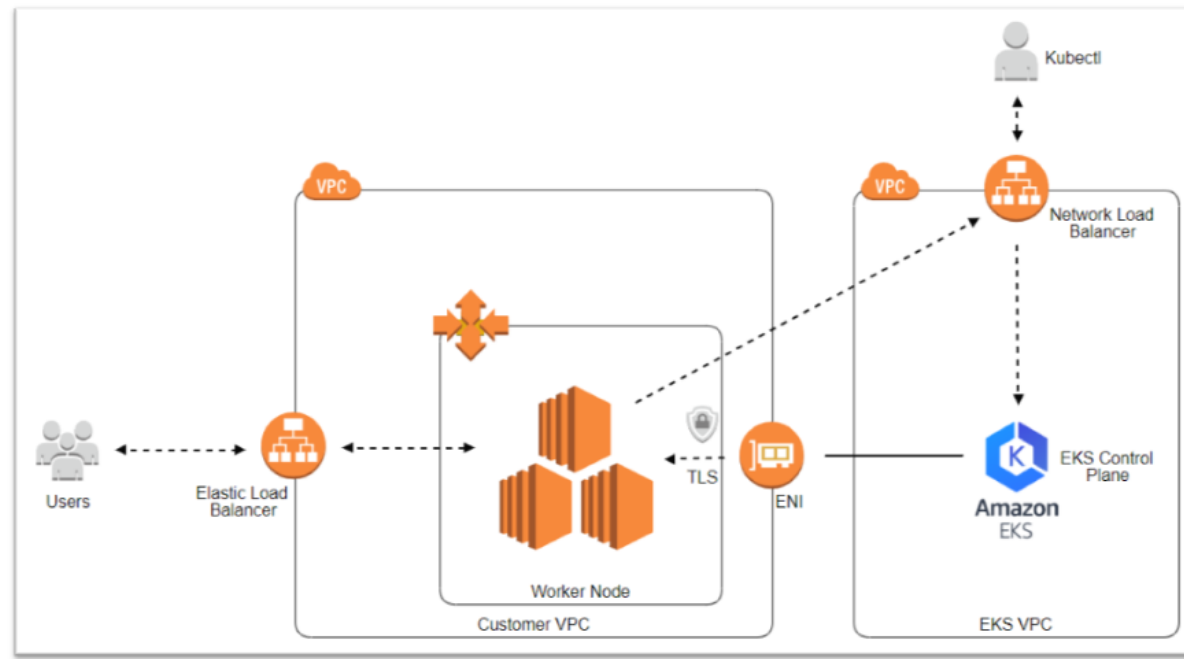 Kubectl
VPC
VPC
Network Load
Balancer
TLS
ENI
K
EKS Control
Plane
Amazon
EKS
Users
Elastic Load
Balancer
Worker Node
Customer VPC
EKS VPC